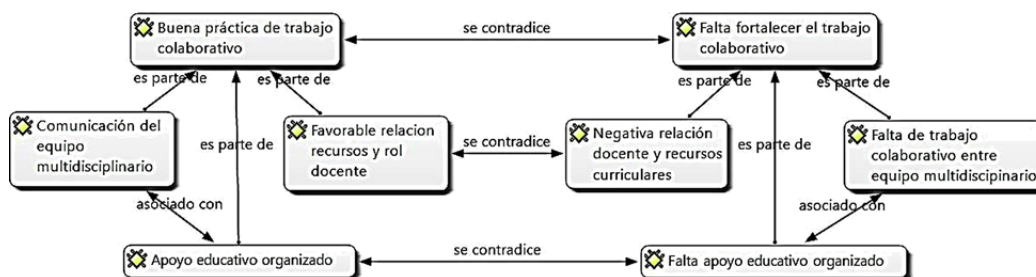 Buena práctica de trabajo
colaborativo
se contradice
Falta fortalecer el trabajo
colaborativo
es parte de
es parte de
es parte de
es parte de
Comunicación del
equipo
multidisciplinario
es parte de
Favorable relacion
recursos y rol
docente
se contradice
Negativa relación
docente y recursos
curriculares
es parte de
Falta de trabajo
colaborativo entre
equipo multidiscipinario
asociado con
asociado con
Apoyo educativo organizado
se contradice
Falta apoyo educativo organizado